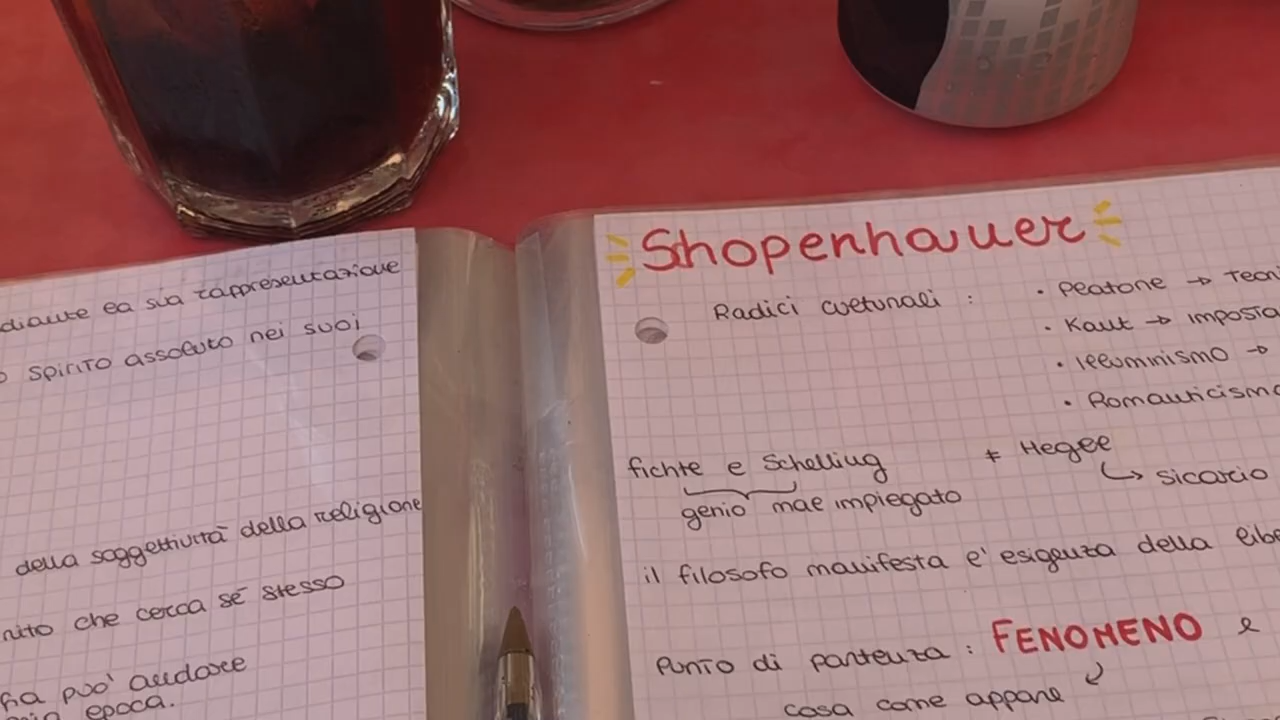 diante la sua rappresentazione
o spirito assoluto nei suoi
della soggettività della religione
nito che cerca sé stesso
fia può andare
epoca.
Shopenhauer
Radici culturali :
• Platone → teori
• Kant → imposta
• Illuminismo →
• Romanticismo
fichte e Schelling ≠ Hegel
genio mal impiegato ↳ sicario
il filosofo manifesta l'esigenza della libe
Punto di partenza : FENOMENO e
cosa come appare